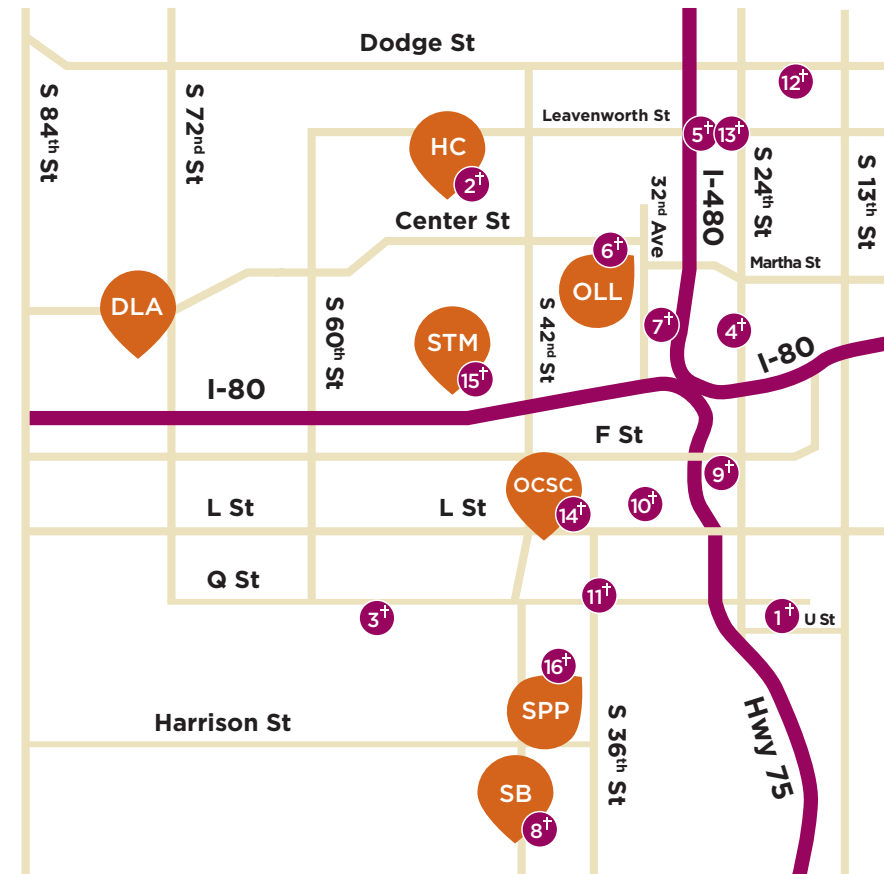 Dodge St
12†
S 84th St
S 72nd St
Leavenworth St
5†
13†
HC
2†
S 24th St
S 13th St
I-480
32nd Ave
Center St
6†
Martha St
OLL
DLA
S 60th St
STM
15†
S 42nd St
7†
4†
I-80
I-80
F St
9†
OCSC
14†
10†
L St
L St
Q St
11†
3†
1†
U St
16†
SPP
S 36th St
Harrison St
Hwy 75
SB
8†